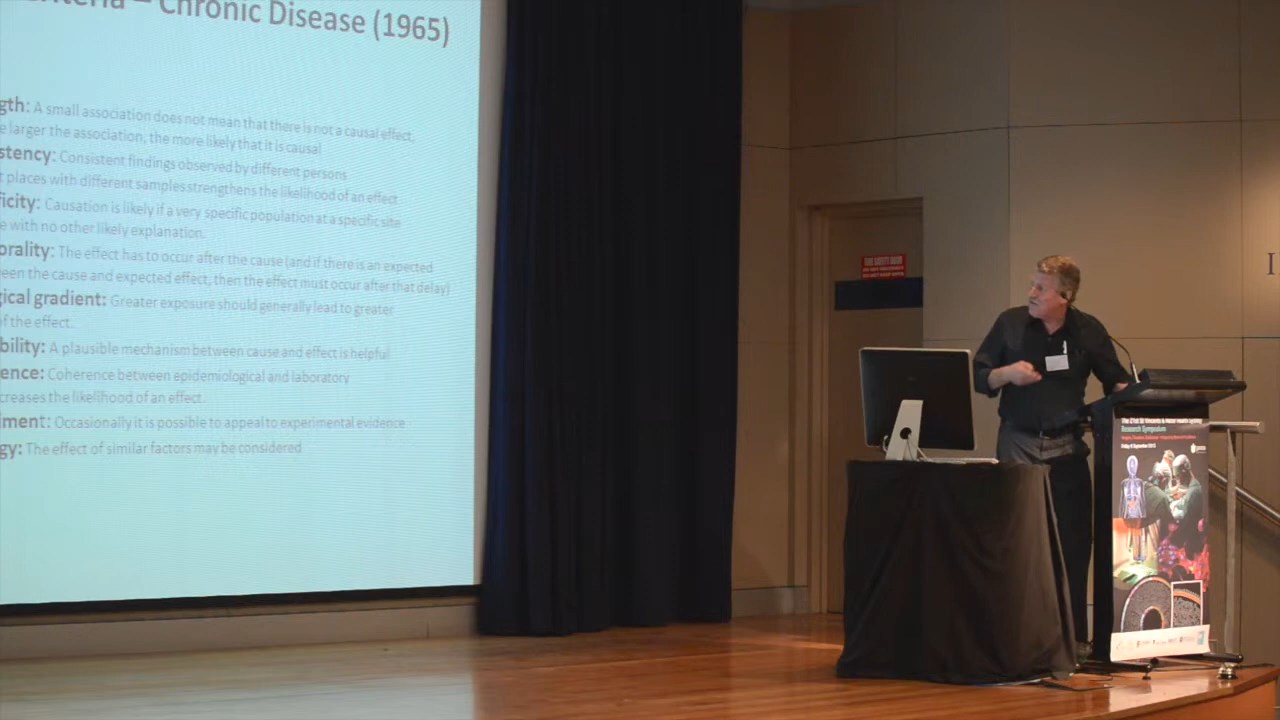 Chronic Disease (1965)
gth: A small association does not mean that there is not a causal effect,
e larger the association, the more likely that it is causal
stency: Consistent findings observed by different persons
t places with different samples strengthens the likelihood of an effect
ficity: Causation is likely if a very specific population at a specific site
e with no other likely explanation.
orality: The effect has to occur after the cause (and if there is an expected
een the cause and expected effect, then the effect must occur after that delay)
gical gradient: Greater exposure should generally lead to greater
of the effect.
bility: A plausible mechanism between cause and effect is helpful
ence: Coherence between epidemiological and laboratory
creases the likelihood of an effect.
iment: Occasionally it is possible to appeal to experimental evidence
gy: The effect of similar factors may be considered
FIRE SAFETY DOOR
Research Symposium